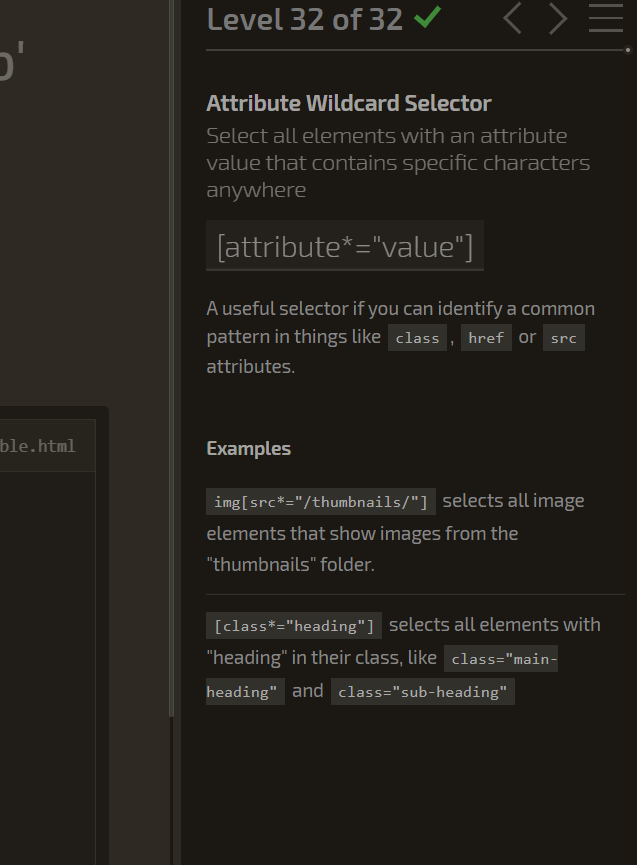 Level 32 of 32
Attribute Wildcard Selector
Select all elements with an attribute
value that contains specific characters
anywhere
[attribute*="value"]
A useful selector if you can identify a common
pattern in things like class, href or src
attributes.
ble.html
Examples
img[src*="/thumbnails/"] selects all image
elements that show images from the
"thumbnails" folder.
[class*="heading"] selects all elements with
"heading" in their class, like class="main-
heading" and class="sub-heading"